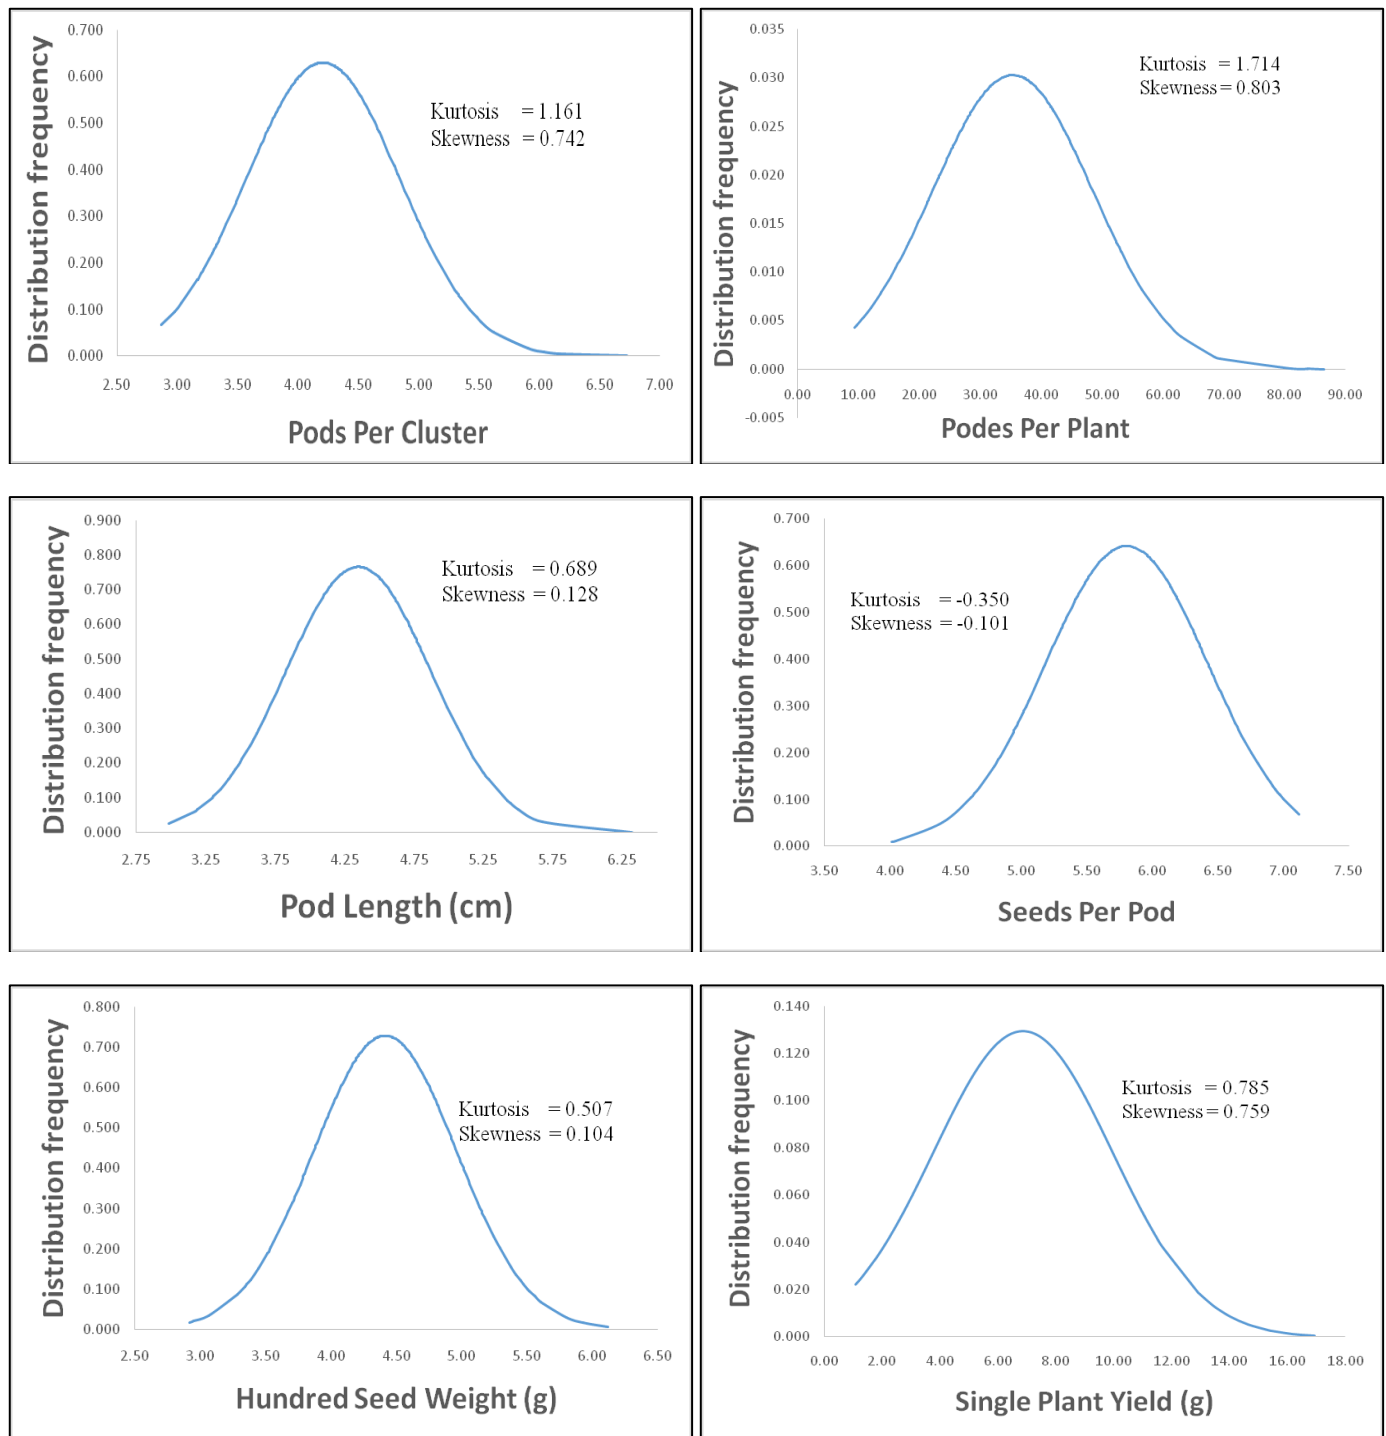 Distribution frequency
0.700
0.600
0.500
0.400
0.300
0.200
0.100
0.000
Kurtosis = 1.161
Skewness = 0.742
2.50 3.00 3.50 4.00 4.50 5.00 5.50 6.00 6.50 7.00
Pods Per Cluster
Distribution frequency
0.035
0.030
0.025
0.020
0.015
0.010
0.005
0.000
-0.005
Kurtosis = 1.714
Skewness = 0.803
0.00 10.00 20.00 30.00 40.00 50.00 60.00 70.00 80.00 90.00
Podes Per Plant
Distribution frequency
0.900
0.800
0.700
0.600
0.500
0.400
0.300
0.200
0.100
0.000
Kurtosis = 0.689
Skewness = 0.128
2.75 3.25 3.75 4.25 4.75 5.25 5.75 6.25
Pod Length (cm)
Distribution frequency
0.700
0.600
0.500
0.400
0.300
0.200
0.100
0.000
Kurtosis = -0.350
Skewness = -0.101
3.50 4.00 4.50 5.00 5.50 6.00 6.50 7.00 7.50
Seeds Per Pod
Distribution frequency
0.800
0.700
0.600
0.500
0.400
0.300
0.200
0.100
0.000
Kurtosis = 0.507
Skewness = 0.104
2.50 3.00 3.50 4.00 4.50 5.00 5.50 6.00 6.50
Hundred Seed Weight (g)
Distribution frequency
0.140
0.120
0.100
0.080
0.060
0.040
0.020
0.000
Kurtosis = 0.785
Skewness = 0.759
0.00 2.00 4.00 6.00 8.00 10.00 12.00 14.00 16.00 18.00
Single Plant Yield (g)